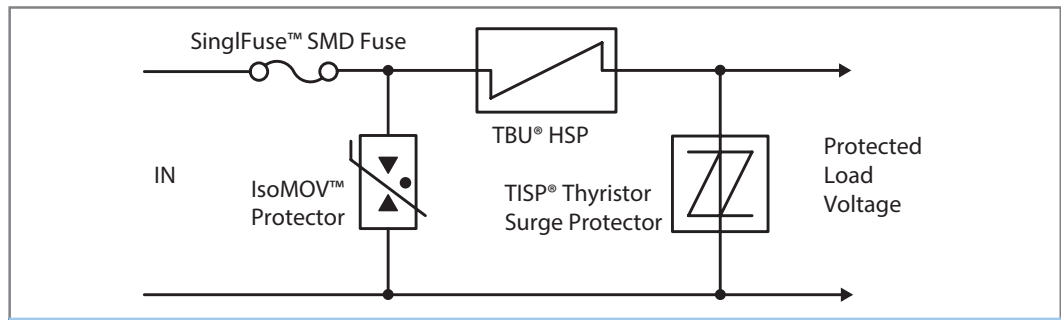 SinglFuse™ SMD Fuse
TBU® HSP
IN
IsoMOV™
Protector
TISP® Thyristor
Surge Protector
Protected
Load
Voltage